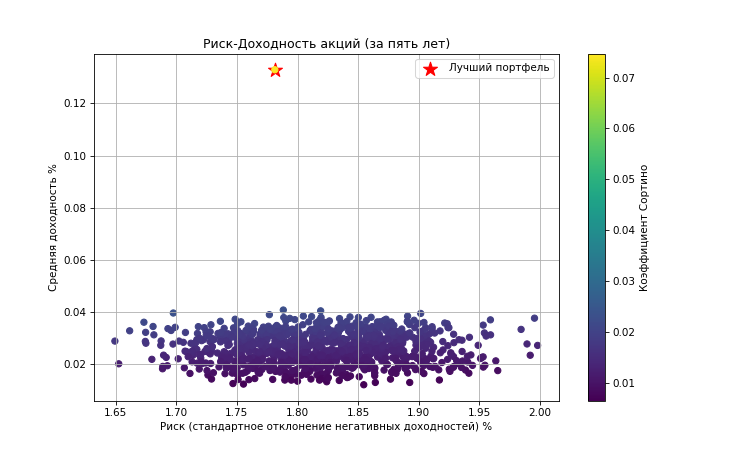 Риск-Доходность акций (за пять лет)
Лучший портфель
Средняя доходность %
0.12
0.10
0.08
0.06
0.04
0.02
1.65 1.70 1.75 1.80 1.85 1.90 1.95 2.00
Риск (стандартное отклонение негативных доходностей) %
0.07
0.06
0.05
0.04
0.03
0.02
0.01
Коэффициент Сортино